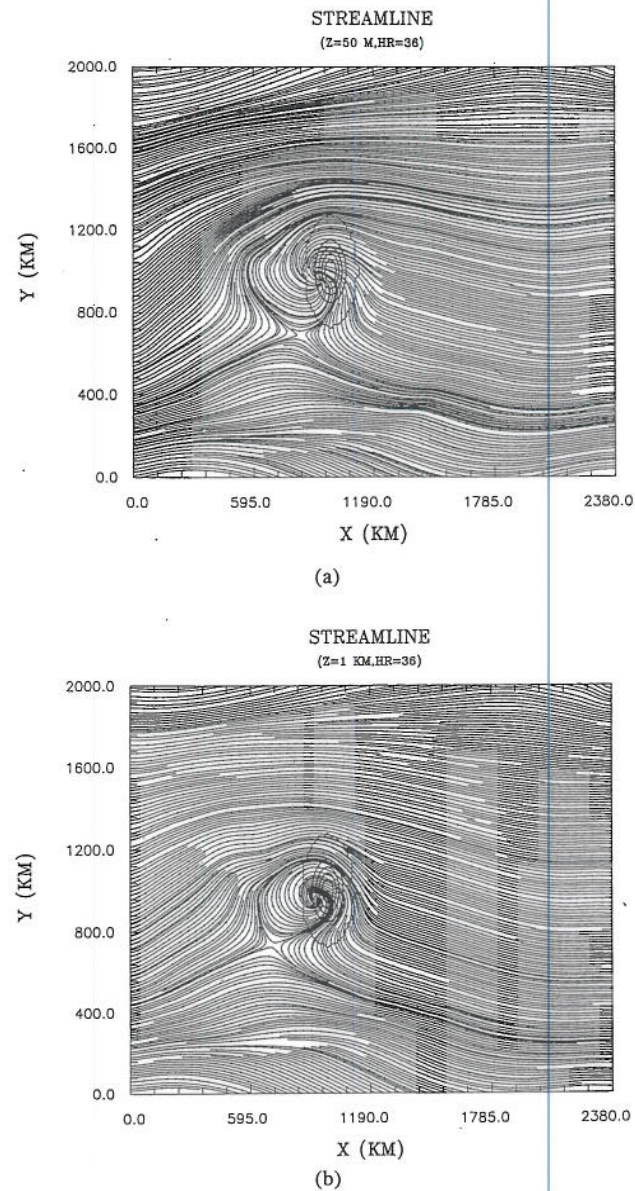 STREAMLINE
(Z=50 M,HR=36)
2000.0
1600.0
1200.0
800.0
400.0
0.0
Y (KM)
0.0 595.0 1190.0 1785.0 2380.0
X (KM)
(a)
STREAMLINE
(Z=1 KM,HR=36)
2000.0
1600.0
1200.0
800.0
400.0
0.0
Y (KM)
0.0 595.0 1190.0 1785.0 2380.0
X (KM)
(b)